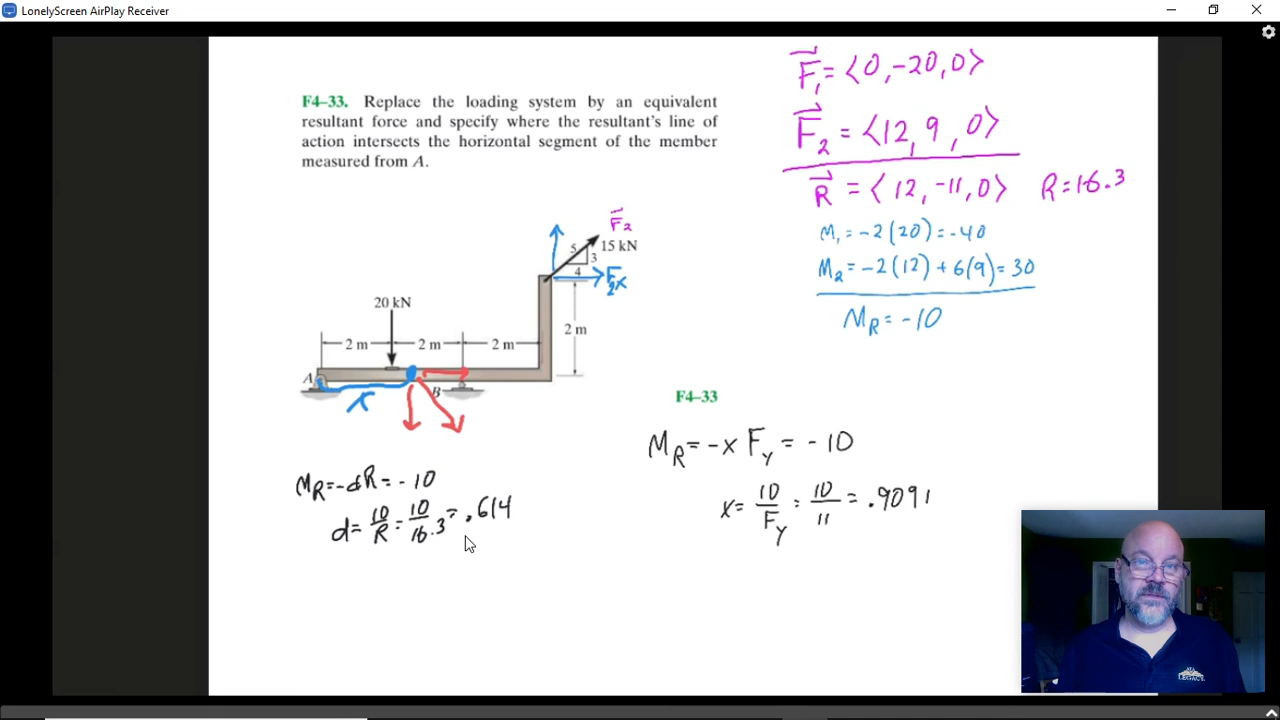 LonelyScreen AirPlay Receiver
F4–33. Replace the loading system by an equivalent
resultant force and specify where the resultant's line of
action intersects the horizontal segment of the member
measured from A.
F₁ = ⟨0, -20, 0⟩
F₂ = ⟨12, 9, 0⟩
R = ⟨12, -11, 0⟩ R = 16.3
M₁ = -2(20) = -40
M₂ = -2(12) + 6(9) = 30
M_R = -10
F₂
5
15 kN
3
4
F₂x
20 kN
2 m
2 m
2 m
2 m
A
B
x
F4–33
M_R = -x F_y = -10
x = 10/F_y = 10/11 = .9091
M_R = -dR = -10
d = 10/R = 10/16.3 = .614
LEGACY